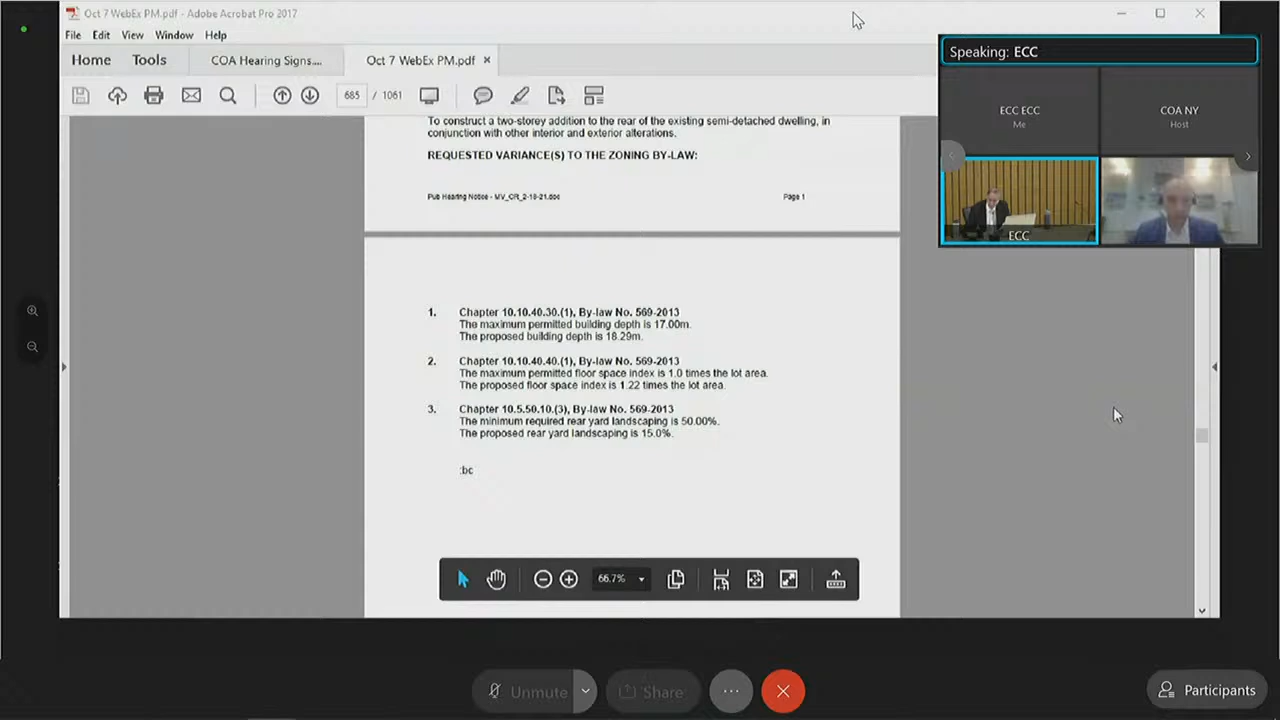 Oct 7 WebEx PM.pdf - Adobe Acrobat Pro 2017
File Edit View Window Help
Home Tools COA Hearing Signs.... Oct 7 WebEx PM.pdf ×
685 / 1061
Speaking: ECC
ECC ECC
Me
COA NY
Host
ECC
To construct a two-storey addition to the rear of the existing semi-detached dwelling, in
conjunction with other interior and exterior alterations.
REQUESTED VARIANCE(S) TO THE ZONING BY-LAW:
Pub Hearing Notice - MV_CR_2-18-21.doc Page 1
1. Chapter 10.10.40.30.(1), By-law No. 569-2013
The maximum permitted building depth is 17.00m.
The proposed building depth is 18.29m.
2. Chapter 10.10.40.40.(1), By-law No. 569-2013
The maximum permitted floor space index is 1.0 times the lot area.
The proposed floor space index is 1.22 times the lot area.
3. Chapter 10.5.50.10.(3), By-law No. 569-2013
The minimum required rear yard landscaping is 50.00%.
The proposed rear yard landscaping is 15.0%.
:bc
66.7%
Unmute Share Participants